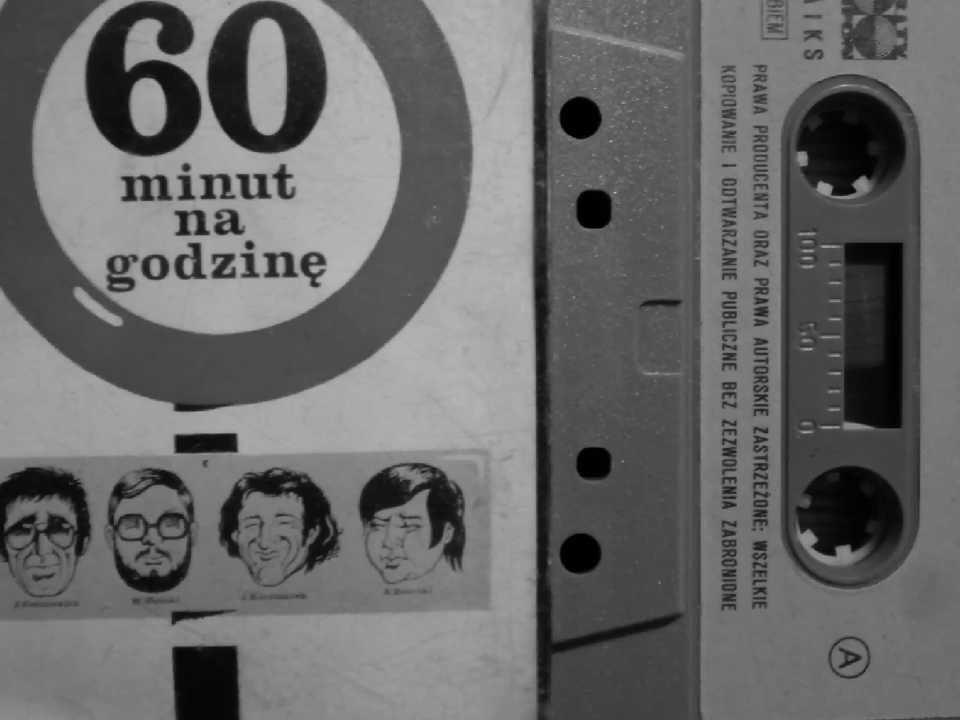 60
minut
na
godzinę
BIEM
PRAWA PRODUCENTA ORAZ PRAWA AUTORSKIE ZASTRZEŻONE; WSZELKIE
KOPIOWANIE I ODTWARZANIE PUBLICZNE BEZ ZEZWOLENIA ZABRONIONE
100
50
0
A